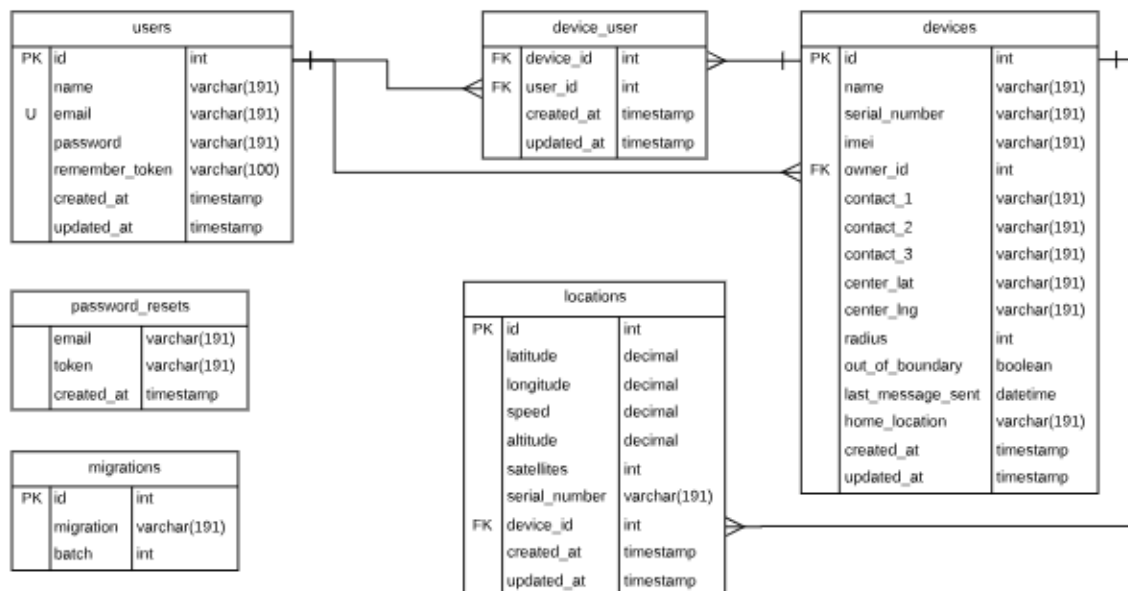 users
PK id int
name varchar(191)
U email varchar(191)
password varchar(191)
remember_token varchar(100)
created_at timestamp
updated_at timestamp
device_user
FK device_id int
FK user_id int
created_at timestamp
updated_at timestamp
devices
PK id int
name varchar(191)
serial_number varchar(191)
imei varchar(191)
FK owner_id int
contact_1 varchar(191)
contact_2 varchar(191)
contact_3 varchar(191)
center_lat varchar(191)
center_lng varchar(191)
radius int
out_of_boundary boolean
last_message_sent datetime
home_location varchar(191)
created_at timestamp
updated_at timestamp
password_resets
email varchar(191)
token varchar(191)
created_at timestamp
locations
PK id int
latitude decimal
longitude decimal
speed decimal
altitude decimal
satellites int
serial_number varchar(191)
FK device_id int
created_at timestamp
updated_at timestamp
migrations
PK id int
migration varchar(191)
batch int